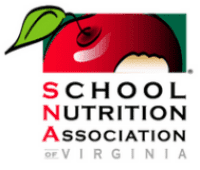 SCHOOL
NUTRITION
ASSOCIATION
OF VIRGINIA